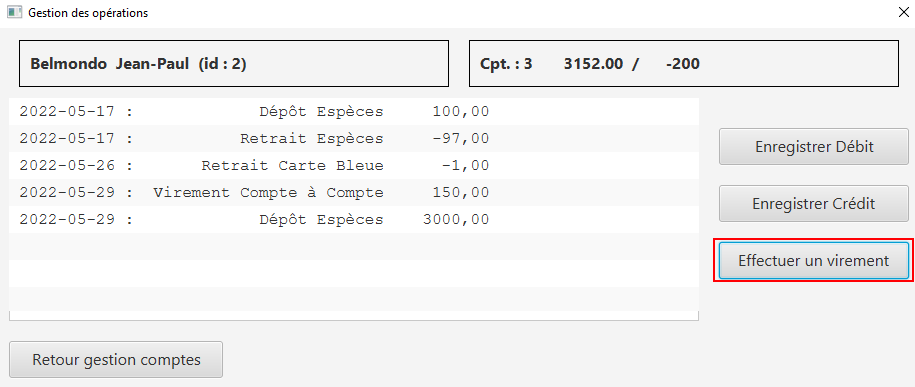 Gestion des opérations
Belmondo Jean-Paul (id : 2)
Cpt. : 3 3152.00 / -200
2022-05-17 : Dépôt Espèces 100,00
2022-05-17 : Retrait Espèces -97,00
2022-05-26 : Retrait Carte Bleue -1,00
2022-05-29 : Virement Compte à Compte 150,00
2022-05-29 : Dépôt Espèces 3000,00
Enregistrer Débit
Enregistrer Crédit
Effectuer un virement
Retour gestion comptes